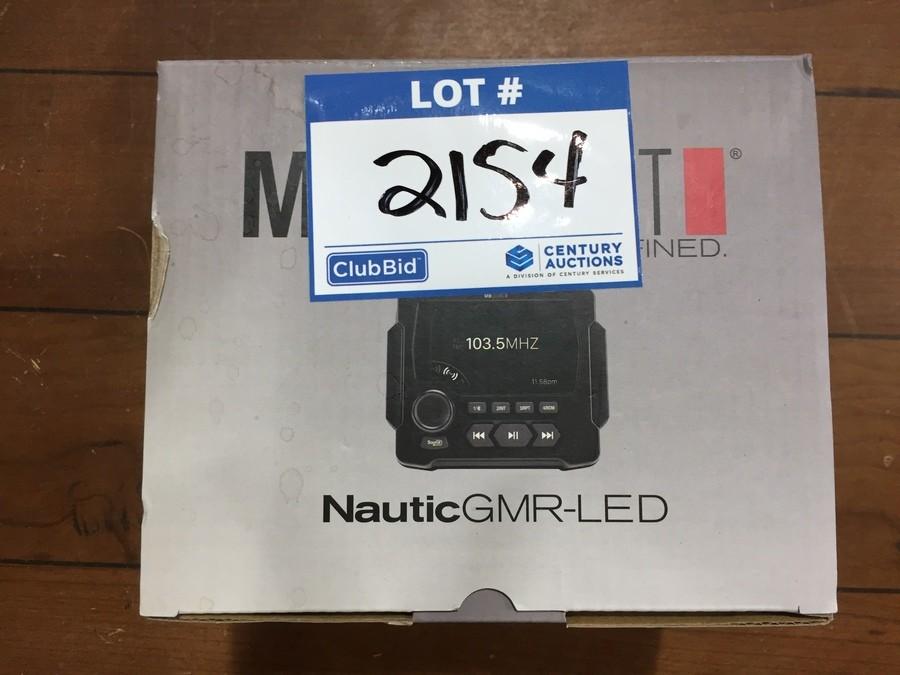 LOT #
2154
ClubBid
CENTURY
AUCTIONS
A DIVISION OF CENTURY SERVICES
M T ®
FINED.
103.5MHZ
11:58pm
NauticGMR-LED